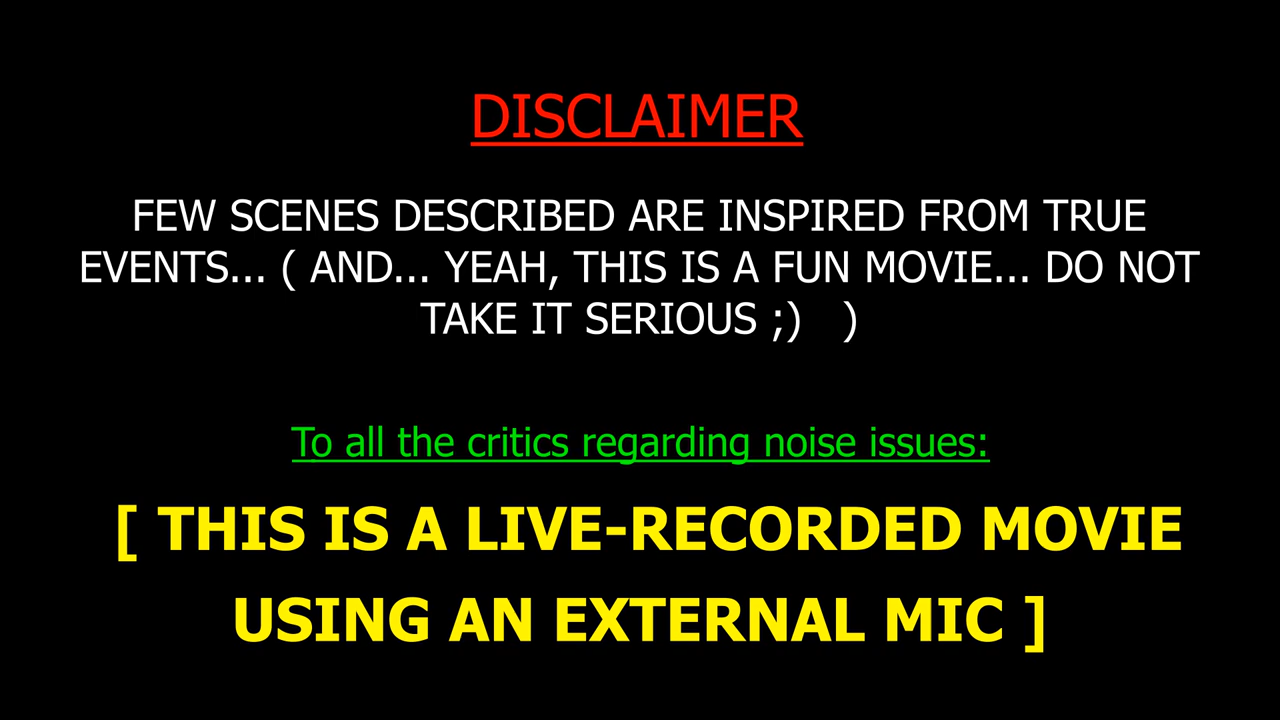 DISCLAIMER
FEW SCENES DESCRIBED ARE INSPIRED FROM TRUE
EVENTS... ( AND... YEAH, THIS IS A FUN MOVIE... DO NOT
TAKE IT SERIOUS ;) )
To all the critics regarding noise issues:
[ THIS IS A LIVE-RECORDED MOVIE
USING AN EXTERNAL MIC ]